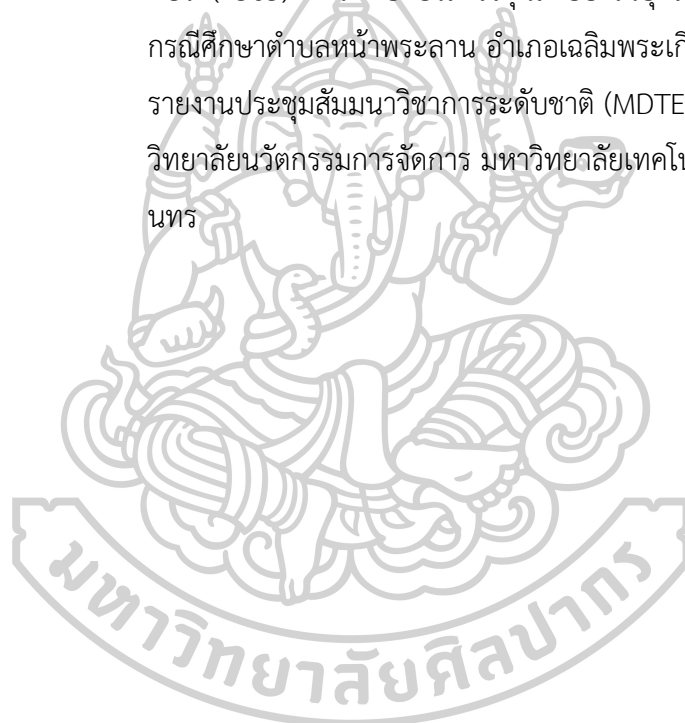 กรณีศึกษาตำบลหน้าพระลาน อำเภอเฉลิมพระเกี
รายงานประชุมสัมมนาวิชาการระดับชาติ (MDTE
วิทยาลัยนวัตกรรมการจัดการ มหาวิทยาลัยเทคโน
นทร
มหาวิทยาลัยศิลปากร